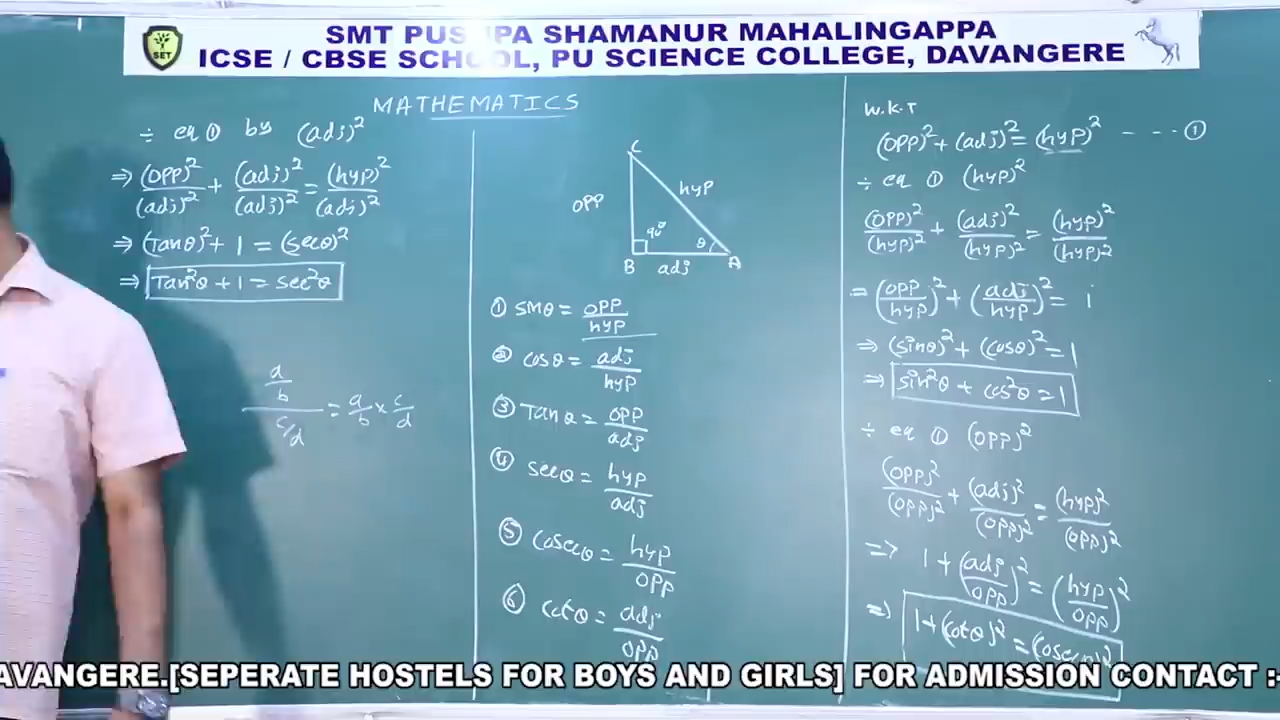 SMT PUSHPA SHAMANUR MAHALINGAPPA
ICSE / CBSE SCHOOL, PU SCIENCE COLLEGE, DAVANGERE
SET
MATHEMATICS
÷ eq ① by (adj)²
⇒ (opp)²/(adj)² + (adj)²/(adj)² = (hyp)²/(adj)²
⇒ (Tanθ)² + 1 = (secθ)²
⇒ Tan²θ + 1 = sec²θ
a/b / c/d = a/b × c/d
C
opp
hyp
90°
θ
B
adj
A
① sinθ = opp/hyp
② cosθ = adj/hyp
③ Tanθ = opp/adj
④ secθ = hyp/adj
⑤ cosecθ = hyp/opp
⑥ cotθ = adj/opp
W.K.T
(opp)² + (adj)² = (hyp)² - - - - ①
÷ eq ① (hyp)²
(opp)²/(hyp)² + (adj)²/(hyp)² = (hyp)²/(hyp)²
= (opp/hyp)² + (adj/hyp)² = 1
⇒ (sinθ)² + (cosθ)² = 1
⇒ sin²θ + cos²θ = 1
÷ eq ① (opp)²
(opp)²/(opp)² + (adj)²/(opp)² = (hyp)²/(opp)²
=> 1 + (adj/opp)² = (hyp/opp)²
=) 1 + (cotθ)² = (cosecθ)²
AVANGERE.[SEPERATE HOSTELS FOR BOYS AND GIRLS] FOR ADMISSION CONTACT :-